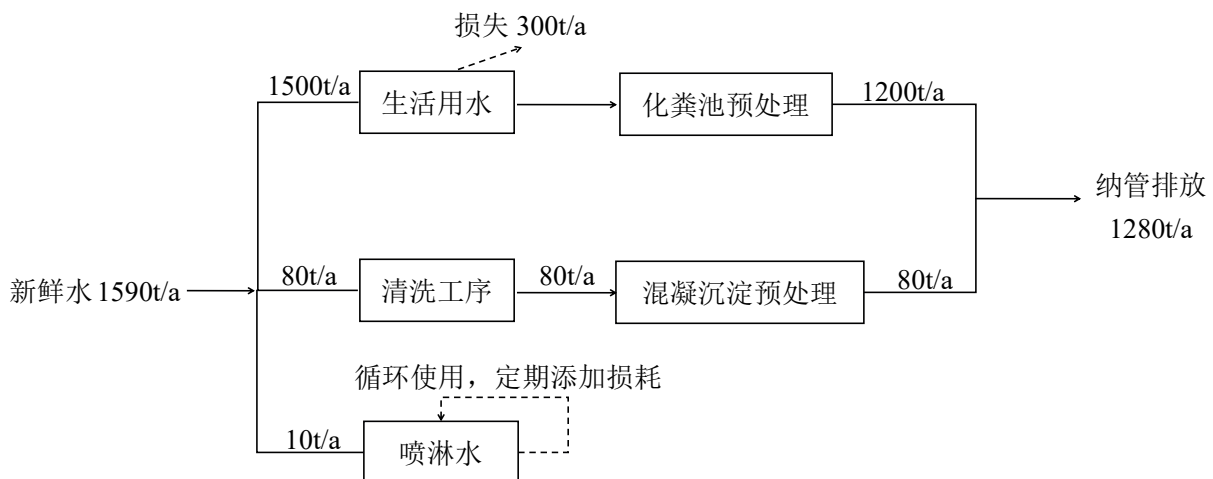 损失 300t/a
1500t/a
生活用水
化粪池预处理
1200t/a
纳管排放
1280t/a
新鲜水 1590t/a
80t/a
清洗工序
80t/a
混凝沉淀预处理
80t/a
循环使用，定期添加损耗
10t/a
喷淋水